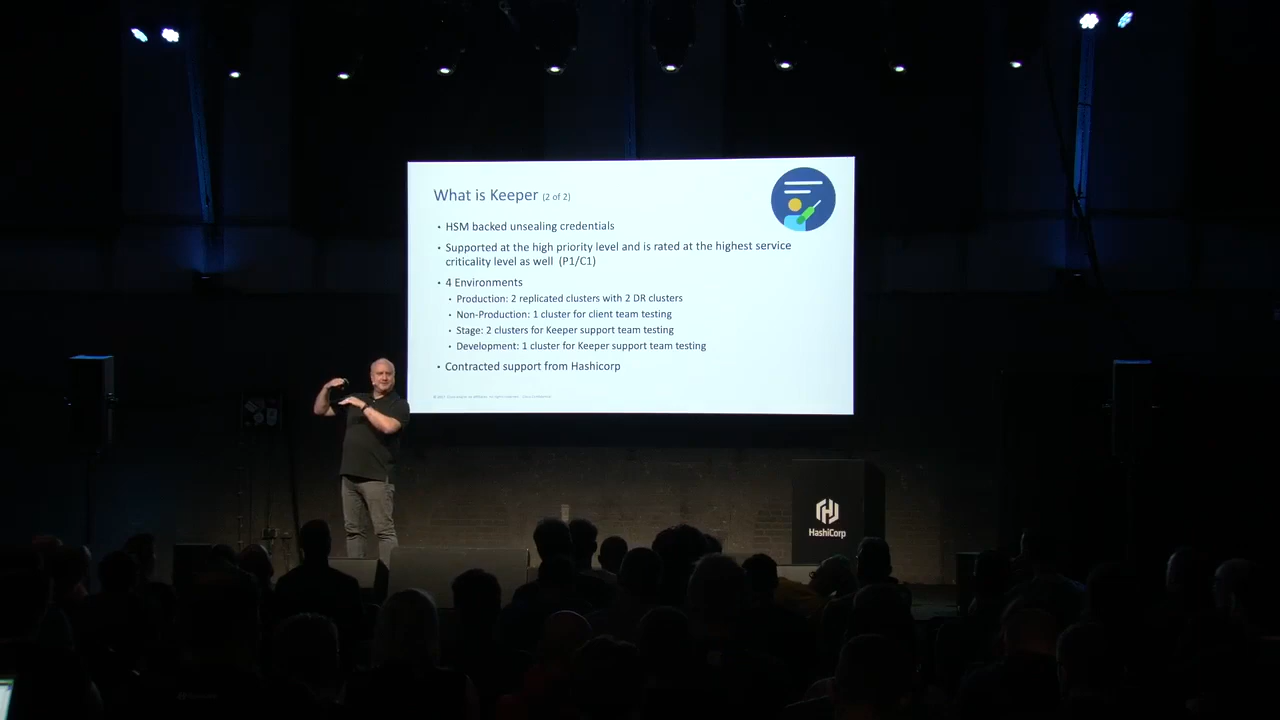 What is Keeper (2 of 2)
• HSM backed unsealing credentials
• Supported at the high priority level and is rated at the highest service
criticality level as well (P1/C1)
• 4 Environments
• Production: 2 replicated clusters with 2 DR clusters
• Non-Production: 1 cluster for client team testing
• Stage: 2 clusters for Keeper support team testing
• Development: 1 cluster for Keeper support team testing
• Contracted support from Hashicorp
HashiCorp